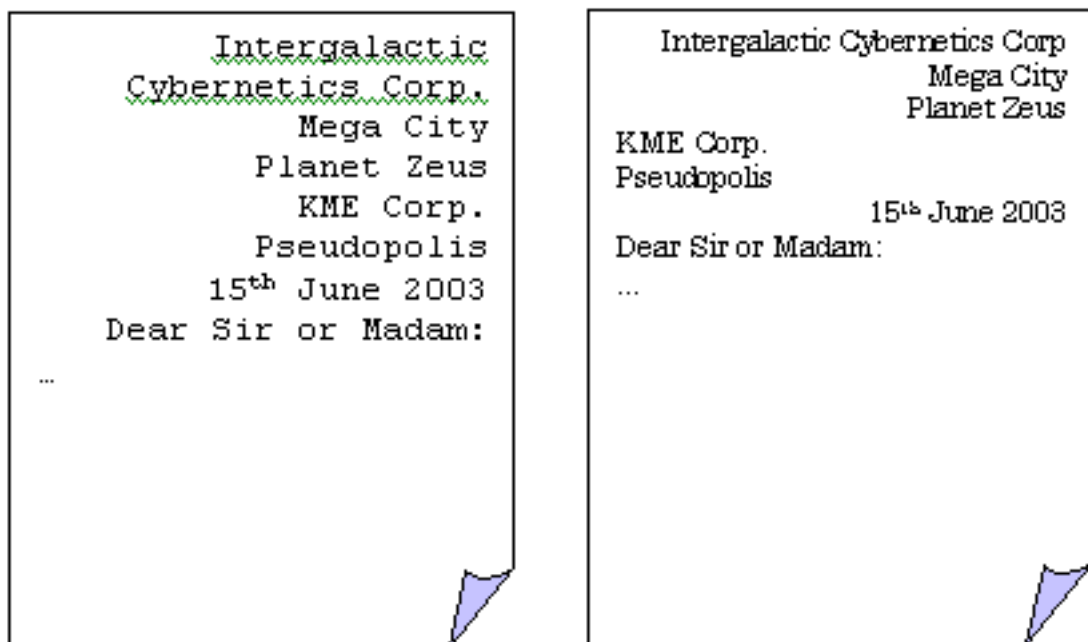 Intergalactic
Cybernetics Corp.
Mega City
Planet Zeus
KME Corp.
Pseudopolis
15th June 2003
Dear Sir or Madam:
...
Intergalactic Cybernetics Corp
Mega City
Planet Zeus
KME Corp.
Pseudopolis
15th June 2003
Dear Sir or Madam:
...